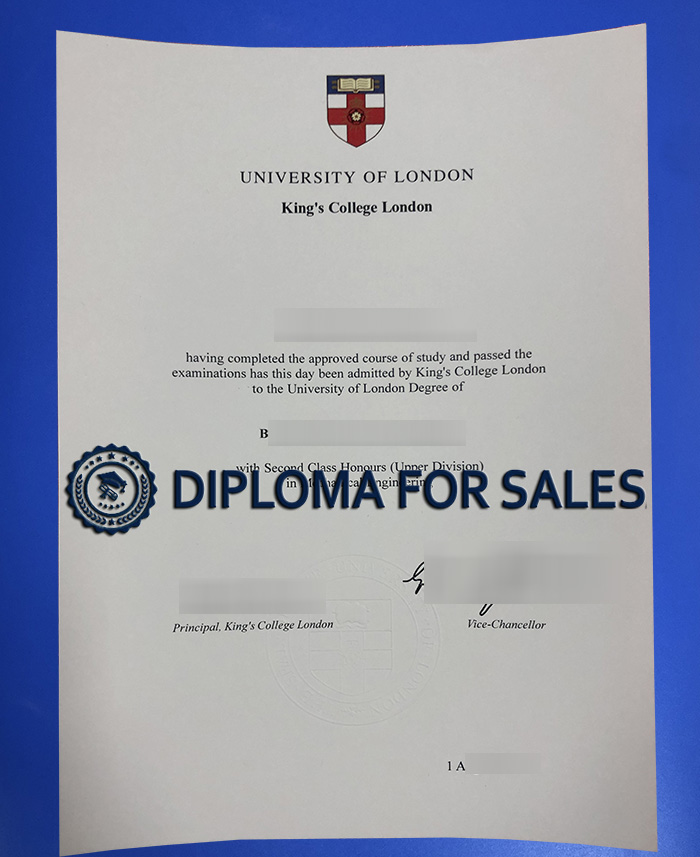 UNIVERSITY OF LONDON
King's College London
having completed the approved course of study and passed the
examinations has this day been admitted by King's College London
to the University of London Degree of
B
with Second Class Honours (Upper Division)
in Engineering
DIPLOMA FOR SALES
Principal, King's College London
Vice-Chancellor
1 A